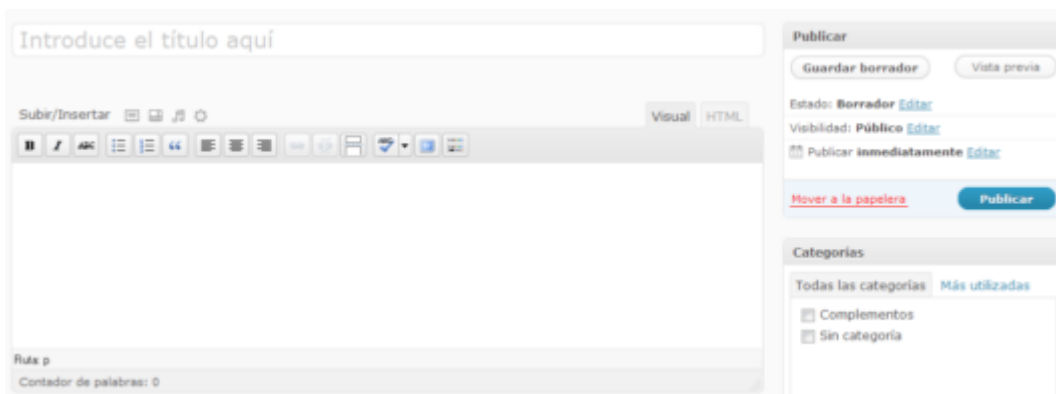 Introduce el título aquí
Subir/Insertar
Visual HTML
B I ABC
Ruta: p
Contador de palabras: 0
Publicar
Guardar borrador Vista previa
Estado: Borrador Editar
Visibilidad: Público Editar
Publicar inmediatamente Editar
Mover a la papelera Publicar
Categorías
Todas las categorías Más utilizadas
Complementos
Sin categoría